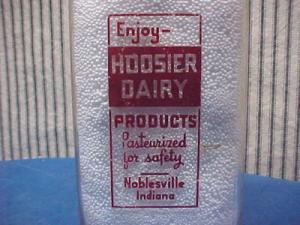 Enjoy-
HOOSIER
DAIRY
PRODUCTS
Pasteurized
for safety
Noblesville
Indiana